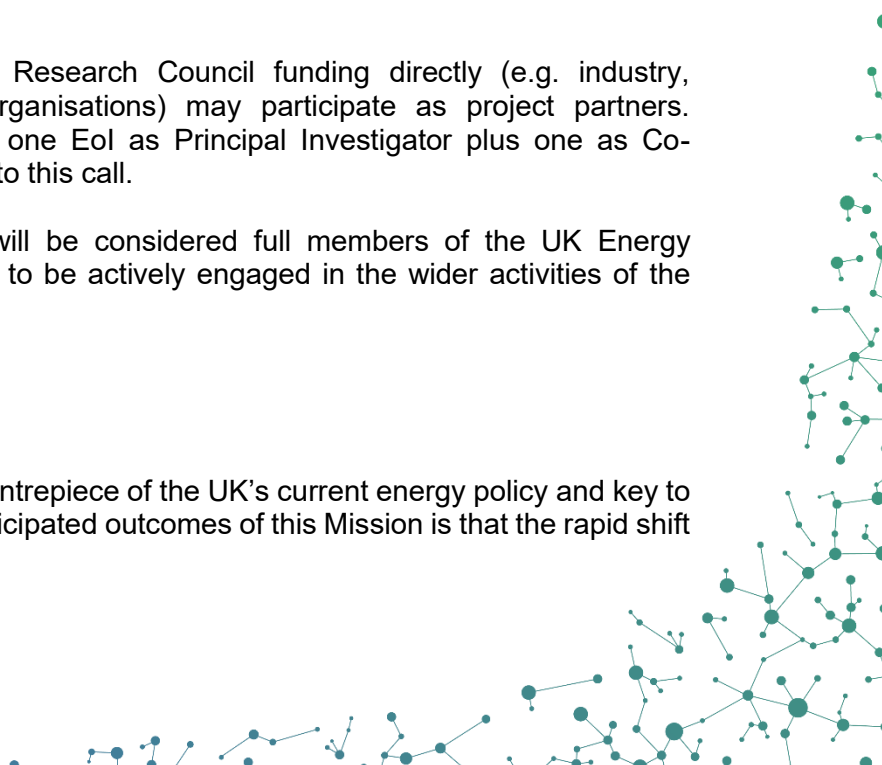 Research Council funding directly (e.g. industry,
rganisations) may participate as project partners.
one EoI as Principal Investigator plus one as Co-
to this call.
will be considered full members of the UK Energy
to be actively engaged in the wider activities of the
ntrepiece of the UK’s current energy policy and key to
icipated outcomes of this Mission is that the rapid shift